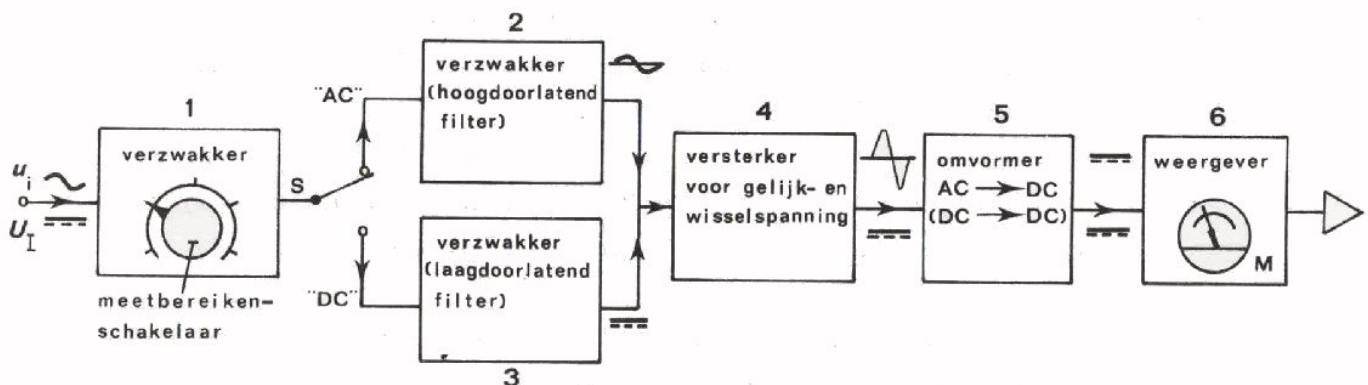 1
verzwakker
u i
U I
meetbereiken-
schakelaar
S
"AC"
"DC"
2
verzwakker
(hoogdoorlatend
filter)
verzwakker
(laagdoorlatend
filter)
3
4
versterker
voor gelijk- en
wisselspanning
5
omvormer
AC → DC
(DC → DC)
6
weergever
M